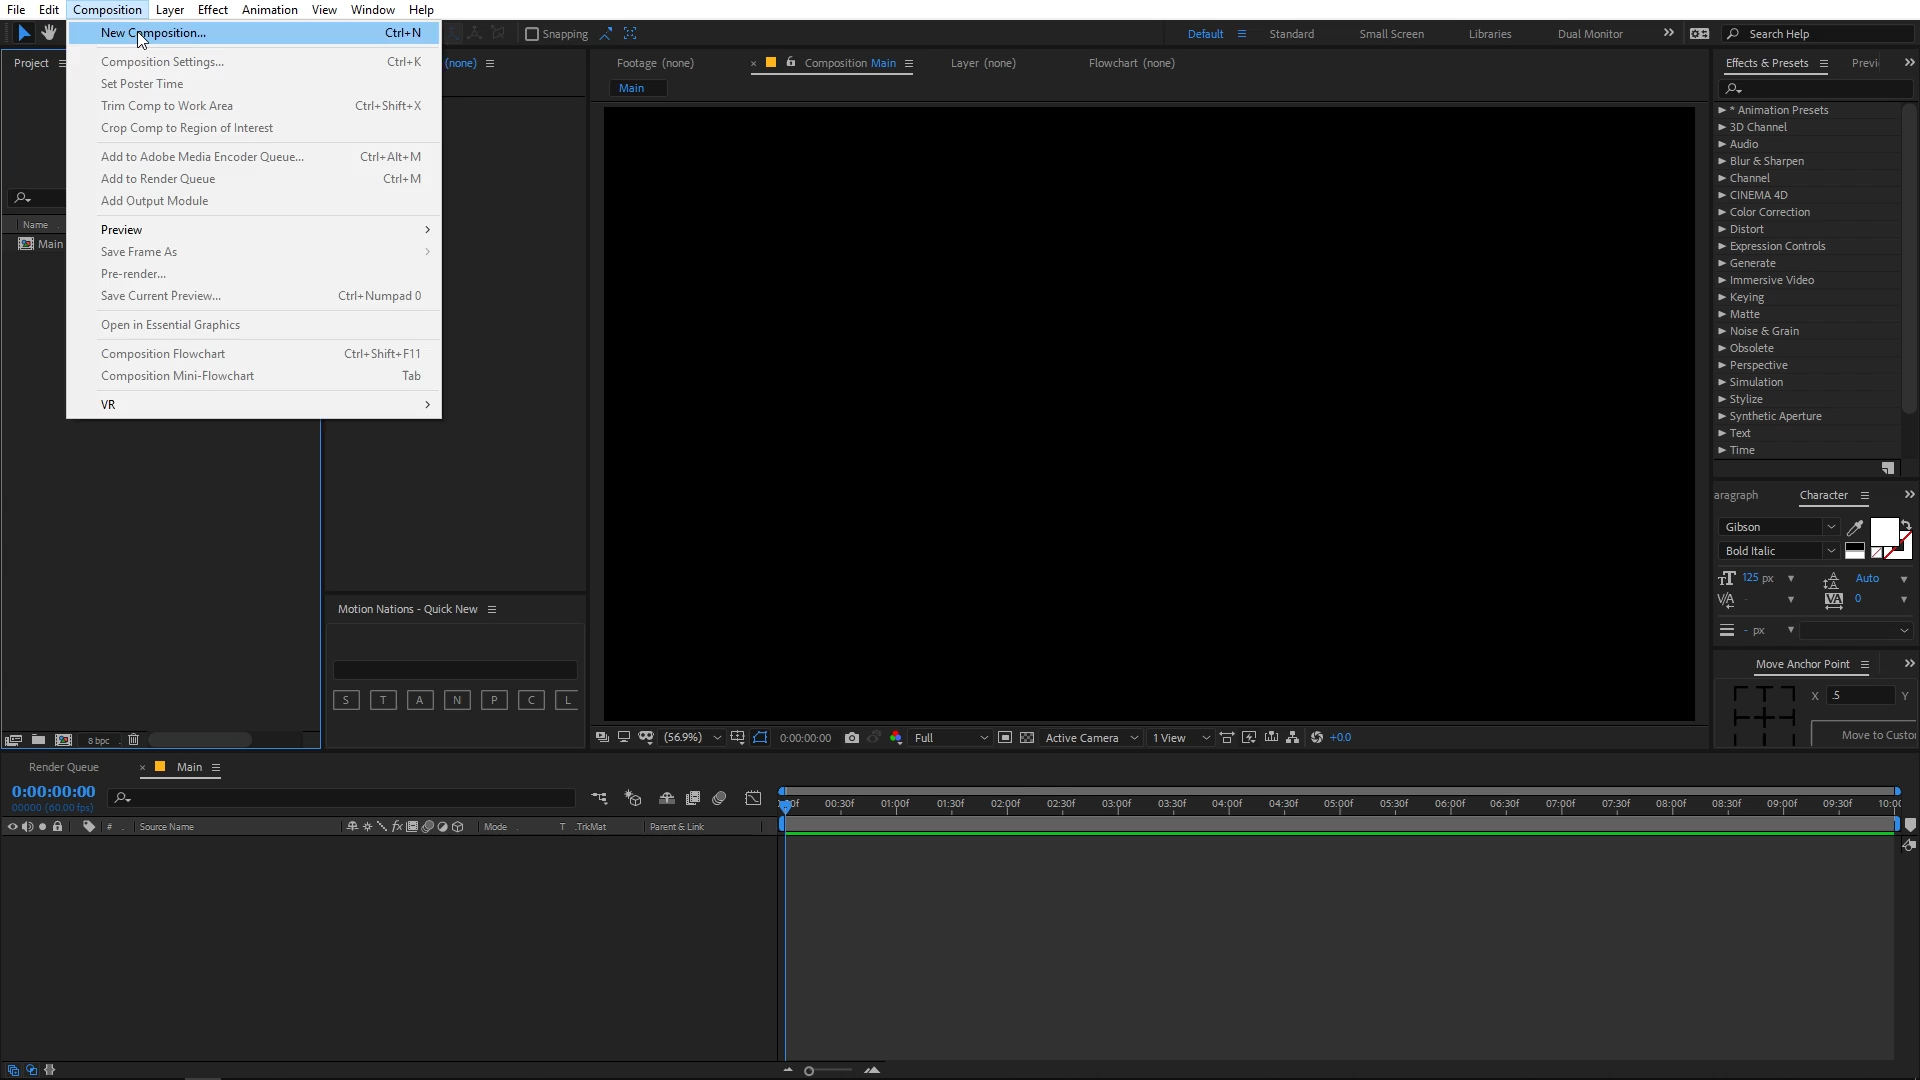 File Edit Composition Layer Effect Animation View Window Help
New Composition... Ctrl+N
Composition Settings... Ctrl+K
Set Poster Time
Trim Comp to Work Area Ctrl+Shift+X
Crop Comp to Region of Interest
Add to Adobe Media Encoder Queue... Ctrl+Alt+M
Add to Render Queue Ctrl+M
Add Output Module
Preview
Save Frame As
Pre-render...
Save Current Preview... Ctrl+Numpad 0
Open in Essential Graphics
Composition Flowchart Ctrl+Shift+F11
Composition Mini-Flowchart Tab
VR
Snapping
Default Standard Small Screen Libraries Dual Monitor Search Help
Project
Name
Main
8 bpc
(none)
Footage (none) Composition Main Layer (none) Flowchart (none)
Main
Motion Nations - Quick New
S T A N P C L
(56.9%) 0:00:00:00 Full Active Camera 1 View +0.0
Effects & Presets Previ
* Animation Presets
3D Channel
Audio
Blur & Sharpen
Channel
CINEMA 4D
Color Correction
Distort
Expression Controls
Generate
Immersive Video
Keying
Matte
Noise & Grain
Obsolete
Perspective
Simulation
Stylize
Synthetic Aperture
Text
Time
aragraph Character
Gibson
Bold Italic
125 px Auto
- 0
- px
Move Anchor Point
X .5 Y
Move to Custor
Render Queue Main
0:00:00:00
00000 (60.00 fps)
# Source Name Mode T .TrkMat Parent & Link
00f 00:30f 01:00f 01:30f 02:00f 02:30f 03:00f 03:30f 04:00f 04:30f 05:00f 05:30f 06:00f 06:30f 07:00f 07:30f 08:00f 08:30f 09:00f 09:30f 10:00